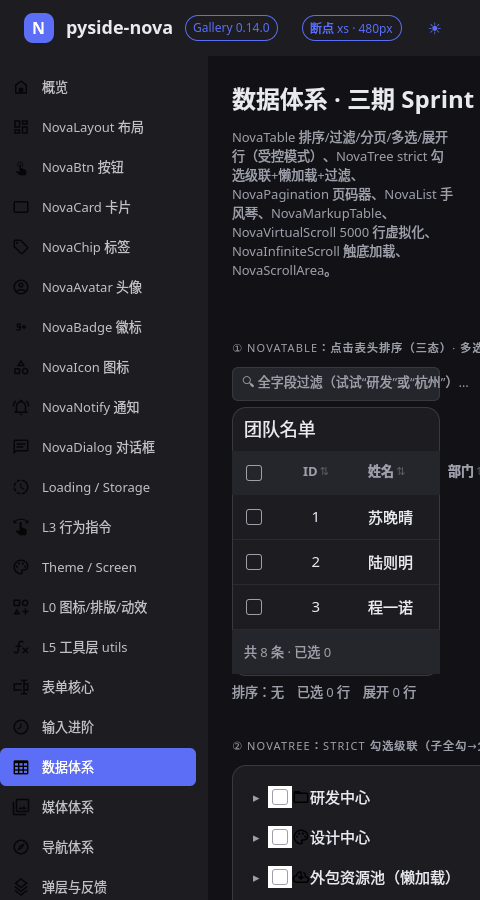 N pyside-nova Gallery 0.14.0 断点 xs · 480px
概览
NovaLayout 布局
NovaBtn 按钮
NovaCard 卡片
NovaChip 标签
NovaAvatar 头像
9+ NovaBadge 徽标
NovaIcon 图标
NovaNotify 通知
NovaDialog 对话框
Loading / Storage
L3 行为指令
Theme / Screen
L0 图标/排版/动效
L5 工具层 utils
表单核心
输入进阶
数据体系
媒体体系
导航体系
弹层与反馈
数据体系 · 三期 Sprint
NovaTable 排序/过滤/分页/多选/展开
行（受控模式）、NovaTree strict 勾
选级联+懒加载+过滤、
NovaPagination 页码器、NovaList 手
风琴、NovaMarkupTable、
NovaVirtualScroll 5000 行虚拟化、
NovaInfiniteScroll 触底加载、
NovaScrollArea。
① NOVATABLE：点击表头排序（三态）· 多选
🔍 全字段过滤（试试"研发"或"杭州"）...
团队名单
ID ⇅ 姓名 ⇅ 部门
1 苏晚晴
2 陆则明
3 程一诺
共 8 条 · 已选 0
排序：无 已选 0 行 展开 0 行
② NOVATREE：STRICT 勾选级联（子全勾→
▸ 研发中心
▸ 设计中心
▸ 外包资源池（懒加载）